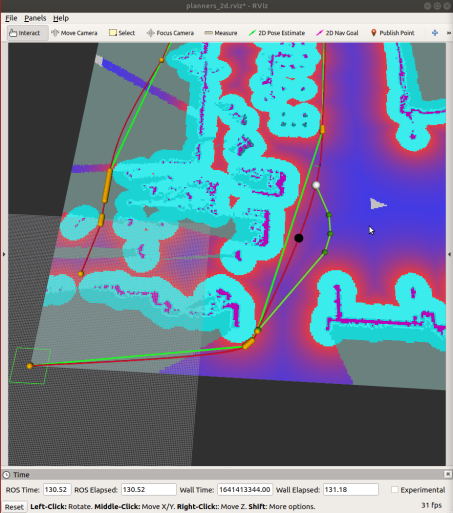 planners_2d.rviz* - RViz
File Panels Help
Interact Move Camera Select Focus Camera Measure 2D Pose Estimate 2D Nav Goal Publish Point »
Time
ROS Time: 130.52 ROS Elapsed: 130.52 Wall Time: 1641413344.00 Wall Elapsed: 131.18 Experimental
Reset Left-Click: Rotate. Middle-Click: Move X/Y. Right-Click:: Move Z. Shift: More options. 31 fps